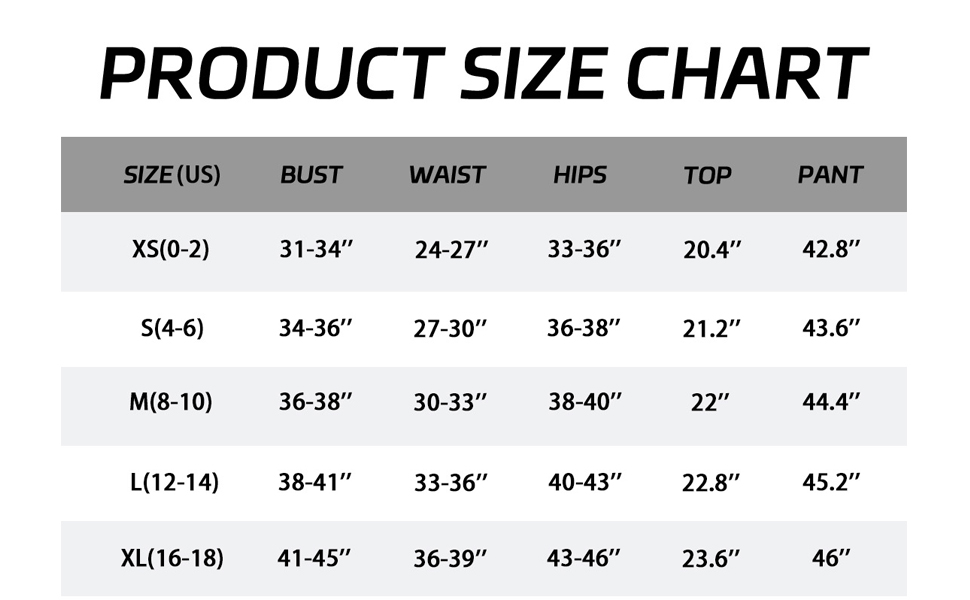 PRODUCT SIZE CHART
SIZE(US) BUST WAIST HIPS TOP PANT
XS(0-2) 31-34′′ 24-27′′ 33-36′′ 20.4′′ 42.8′′
S(4-6) 34-36′′ 27-30′′ 36-38′′ 21.2′′ 43.6′′
M(8-10) 36-38′′ 30-33′′ 38-40′′ 22′′ 44.4′′
L(12-14) 38-41′′ 33-36′′ 40-43′′ 22.8′′ 45.2′′
XL(16-18) 41-45′′ 36-39′′ 43-46′′ 23.6′′ 46′′